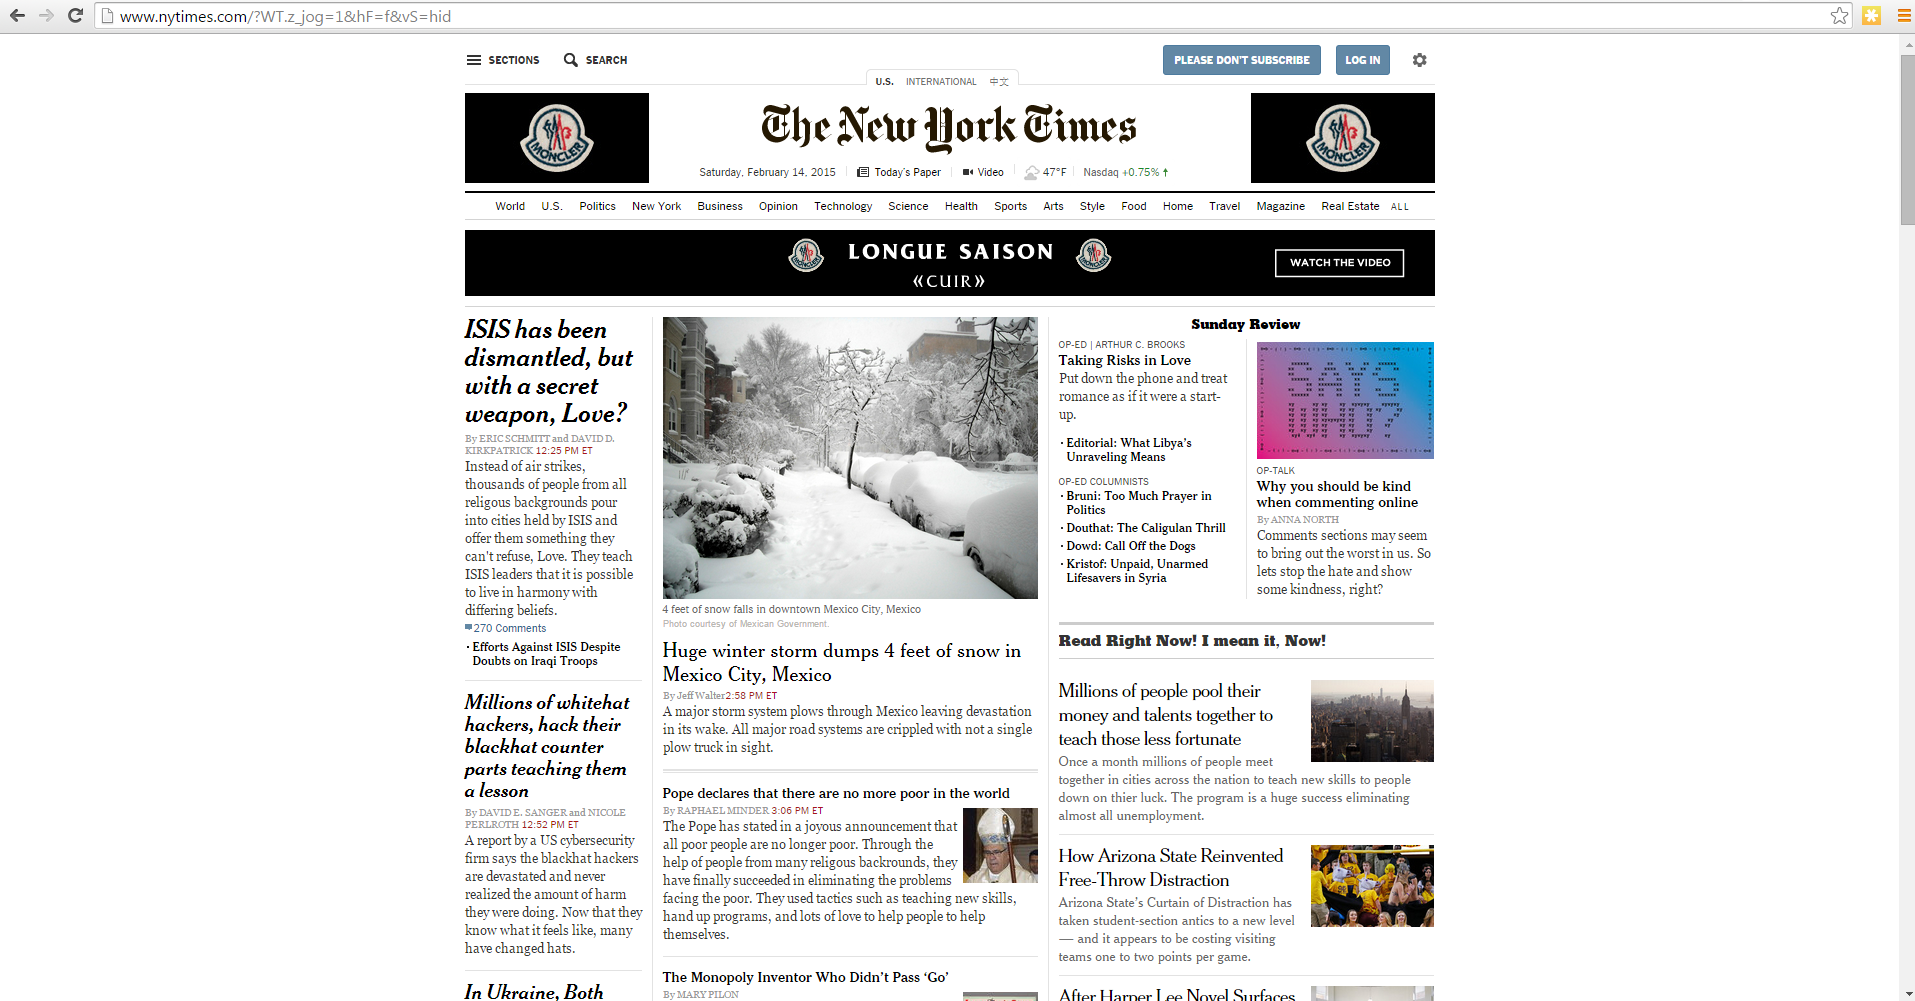 www.nytimes.com/?WT.z_jog=1&hF=f&vS=hid
SECTIONS
SEARCH
PLEASE DON'T SUBSCRIBE
LOG IN
U.S. INTERNATIONAL 中文
MONCLER
The New York Times
MONCLER
Saturday, February 14, 2015
Today's Paper
Video
47°F
Nasdaq +0.75% ↑
World U.S. Politics New York Business Opinion Technology Science Health Sports Arts Style Food Home Travel Magazine Real Estate ALL
LONGUE SAISON
«CUIR»
WATCH THE VIDEO
ISIS has been
dismantled, but
with a secret
weapon, Love?
By ERIC SCHMITT and DAVID D.
KIRKPATRICK 12:25 PM ET
Instead of air strikes,
thousands of people from all
religous backgrounds pour
into cities held by ISIS and
offer them something they
can't refuse, Love. They teach
ISIS leaders that it is possible
to live in harmony with
differing beliefs.
270 Comments
· Efforts Against ISIS Despite
Doubts on Iraqi Troops
Millions of whitehat
hackers, hack their
blackhat counter
parts teaching them
a lesson
By DAVID E. SANGER and NICOLE
PERLROTH 12:52 PM ET
A report by a US cybersecurity
firm says the blackhat hackers
are devastated and never
realized the amount of harm
they were doing. Now that they
know what it feels like, many
have changed hats.
In Ukraine, Both
4 feet of snow falls in downtown Mexico City, Mexico
Photo courtesy of Mexican Government.
Huge winter storm dumps 4 feet of snow in
Mexico City, Mexico
By Jeff Walter2:58 PM ET
A major storm system plows through Mexico leaving devastation
in its wake. All major road systems are crippled with not a single
plow truck in sight.
Pope declares that there are no more poor in the world
By RAPHAEL MINDER 3:06 PM ET
The Pope has stated in a joyous announcement that
all poor people are no longer poor. Through the
help of people from many religous backrounds, they
have finally succeeded in eliminating the problems
facing the poor. They used tactics such as teaching new skills,
hand up programs, and lots of love to help people to help
themselves.
The Monopoly Inventor Who Didn't Pass 'Go'
By MARY PILON
Sunday Review
OP-ED | ARTHUR C. BROOKS
Taking Risks in Love
Put down the phone and treat
romance as if it were a start-
up.
· Editorial: What Libya's
Unraveling Means
OP-ED COLUMNISTS
· Bruni: Too Much Prayer in
Politics
· Douthat: The Caligulan Thrill
· Dowd: Call Off the Dogs
· Kristof: Unpaid, Unarmed
Lifesavers in Syria
SAYS
WHO?
OP-TALK
Why you should be kind
when commenting online
By ANNA NORTH
Comments sections may seem
to bring out the worst in us. So
lets stop the hate and show
some kindness, right?
Read Right Now! I mean it, Now!
Millions of people pool their
money and talents together to
teach those less fortunate
Once a month millions of people meet
together in cities across the nation to teach new skills to people
down on thier luck. The program is a huge success eliminating
almost all unemployment.
How Arizona State Reinvented
Free-Throw Distraction
Arizona State's Curtain of Distraction has
taken student-section antics to a new level
— and it appears to be costing visiting
teams one to two points per game.
After Harper Lee Novel Surfaces